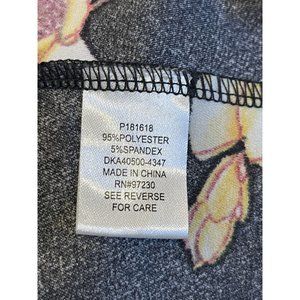 P181618
95%POLYESTER
5%SPANDEX
DKA40500-4347
MADE IN CHINA
RN#97230
SEE REVERSE
FOR CARE